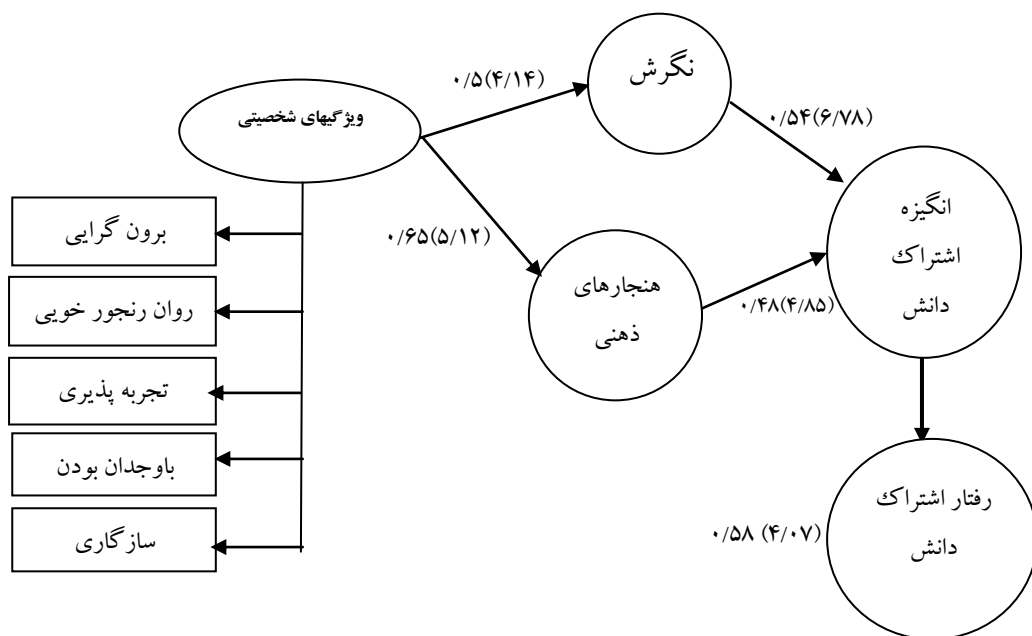 نگرش
۰/۵(۴/۱۴)
ویژگیهای شخصیتی
۰/۵۴(۶/۷۸)
انگیزه
اشتراک
دانش
برون گرایی
۰/۶۵(۵/۱۲)
هنجارهای
ذهنی
۰/۴۸(۴/۸۵)
روان رنجور خویی
تجربه پذیری
باوجدان بودن
سازگاری
رفتار اشتراک
دانش
۰/۵۸ (۴/۰۷)